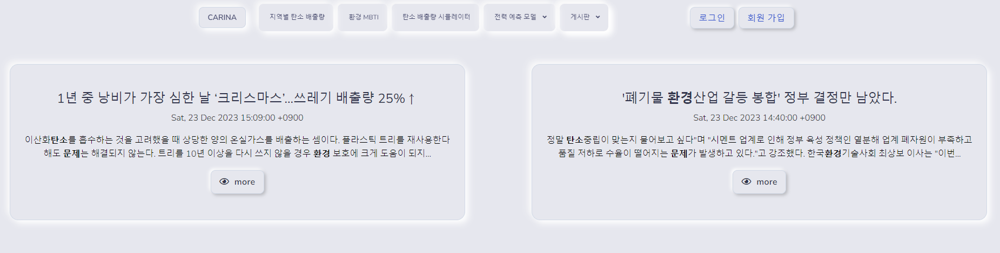 CARINA 지역별 탄소 배출량 환경 MBTI 탄소 배출량 시뮬레이터 전력 예측 모델 게시판 로그인 회원 가입
1년 중 낭비가 가장 심한 날 ‘크리스마스’...쓰레기 배출량 25%↑
Sat, 23 Dec 2023 15:09:00 +0900
이산화탄소를 흡수하는 것을 고려했을 때 상당한 양의 온실가스를 배출하는 셈이다. 플라스틱 트리를 재사용한다
해도 문제는 해결되지 않는다. 트리를 10년 이상을 다시 쓰지 않을 경우 환경 보호에 크게 도움이 되지...
more
'폐기물 환경산업 갈등 봉합' 정부 결정만 남았다.
Sat, 23 Dec 2023 14:40:00 +0900
정말 탄소중립이 맞는지 물어보고 싶다"며 "시멘트 업계로 인해 정부 육성 정책인 열분해 업계 폐자원이 부족하고
품질 저하로 수율이 떨어지는 문제가 발생하고 있다."고 강조했다. 한국환경기술사회 최상보 이사는 "이번...
more